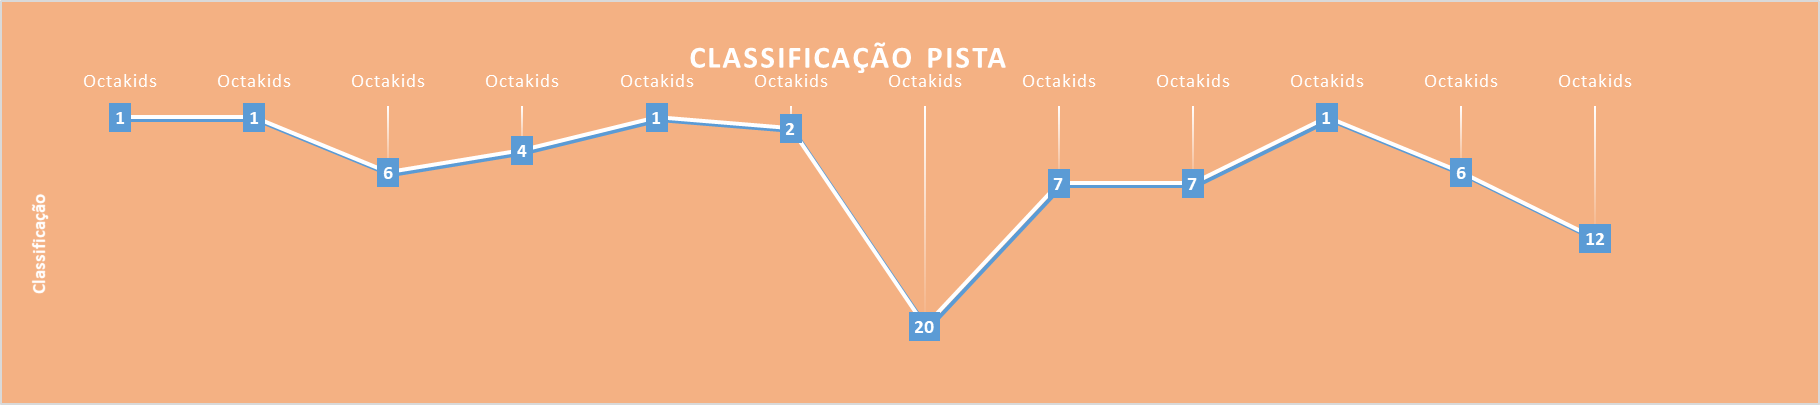 CLASSIFICAÇÃO PISTA
Octakids Octakids Octakids Octakids Octakids Octakids Octakids Octakids Octakids Octakids Octakids Octakids
1 1 6 4 1 2 20 7 7 1 6 12
Classificação